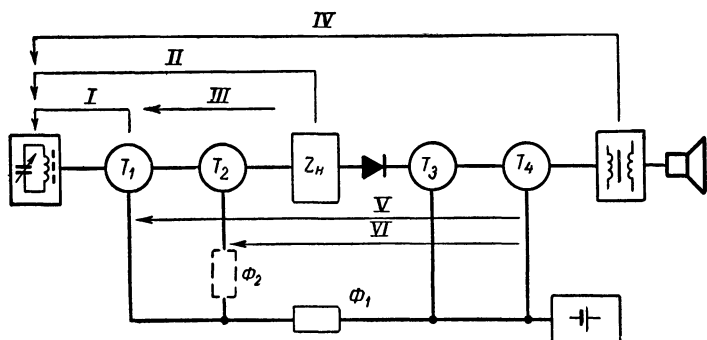 IV
II
I
III
T₁
T₂
Zн
T₃
T₄
V
VI
Ф₂
Ф₁